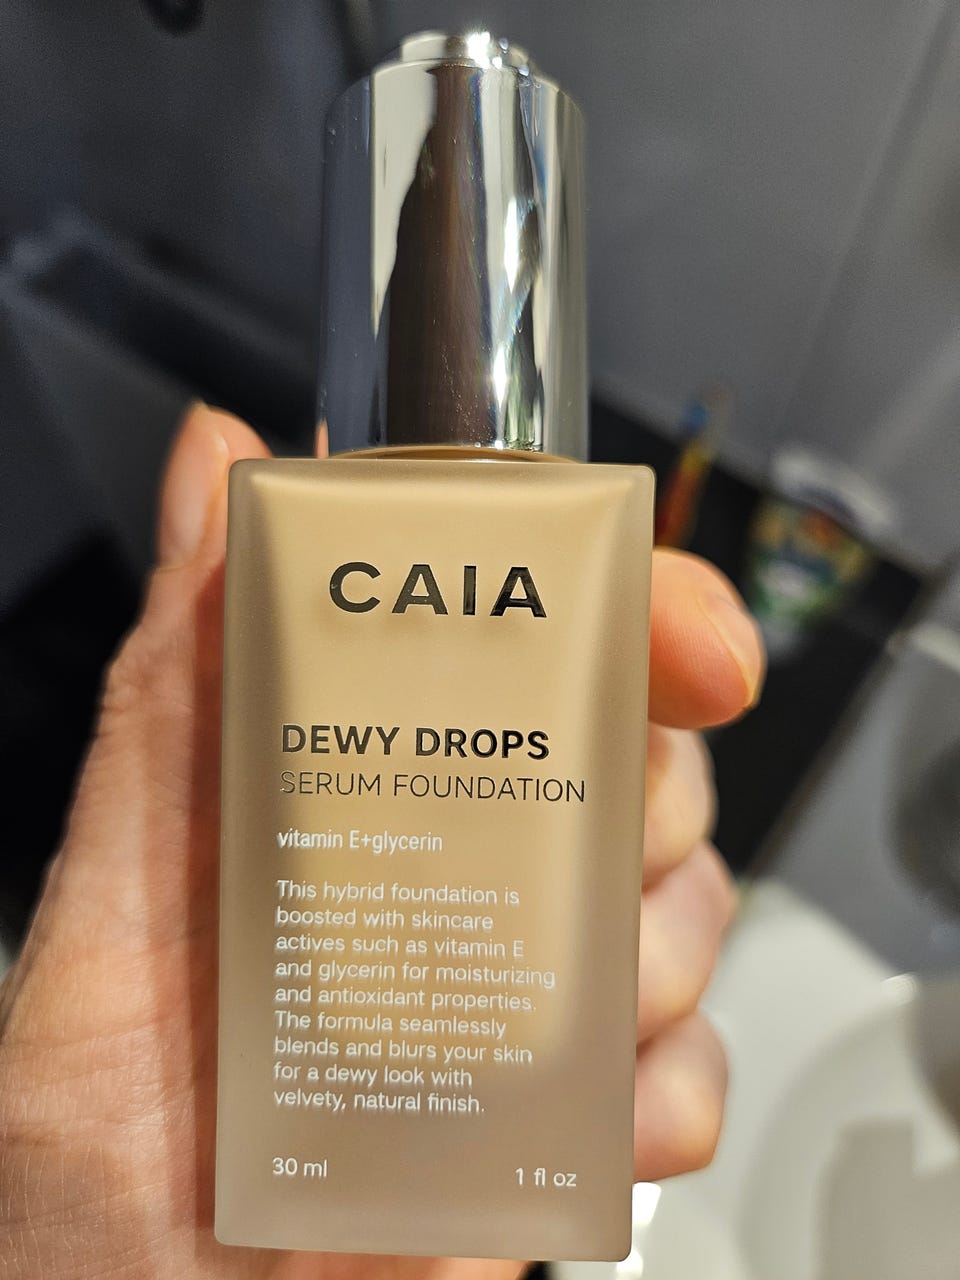 CAIA
DEWY DROPS
SERUM FOUNDATION
vitamin E+glycerin
This hybrid foundation is
boosted with skincare
actives such as vitamin E
and glycerin for moisturizing
and antioxidant properties.
The formula seamlessly
blends and blurs your skin
for a dewy look with
velvety, natural finish.
30 ml 1 fl oz